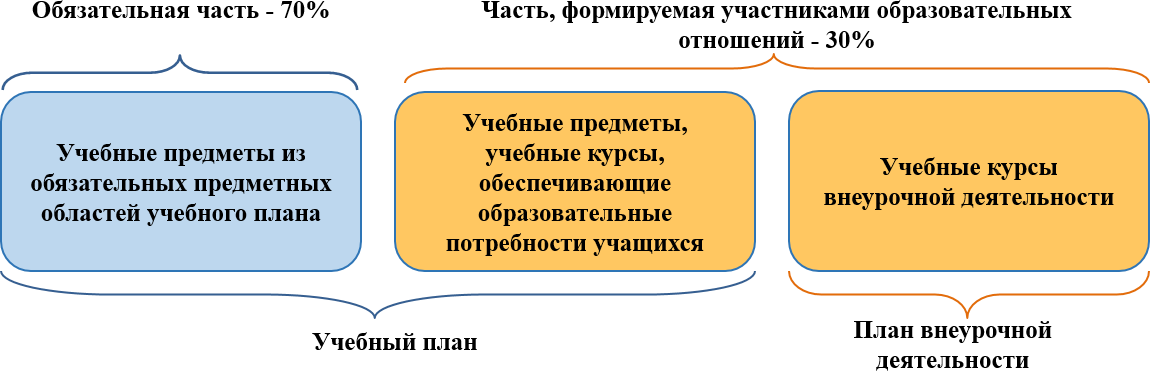 Обязательная часть - 70%
Часть, формируемая участниками образовательных
отношений - 30%
Учебные предметы из
обязательных предметных
областей учебного плана
Учебные предметы,
учебные курсы,
обеспечивающие
образовательные
потребности учащихся
Учебные курсы
внеурочной деятельности
Учебный план
План внеурочной
деятельности